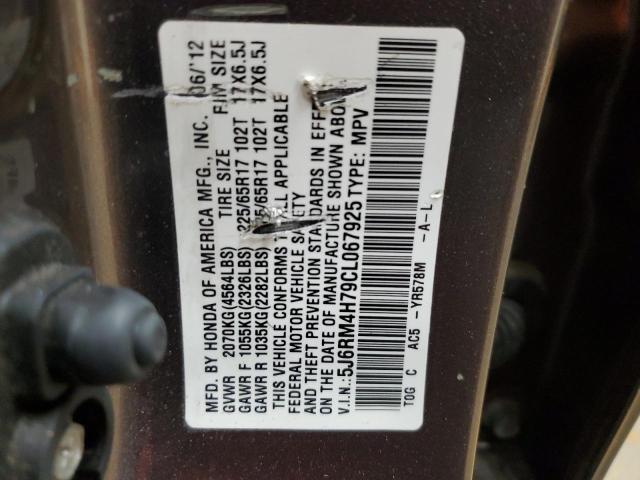 MFD. BY HONDA OF AMERICA MFG., INC. 06/12
GVWR 2070KG(4564LBS) TIRE SIZE RIM SIZE
GAWR F 1055KG(2326LBS) 225/65R17 102T 17X6.5J
GAWR R 1035KG(2282LBS) 225/65R17 102T 17X6.5J
THIS VEHICLE CONFORMS TO ALL APPLICABLE
FEDERAL MOTOR VEHICLE SAFETY
AND THEFT PREVENTION STANDARDS IN EFFECT
ON THE DATE OF MANUFACTURE SHOWN ABOVE
V.I.N.:5J6RM4H79CL067925 TYPE: MPV
TOG C AC5 -YR578M -A-L